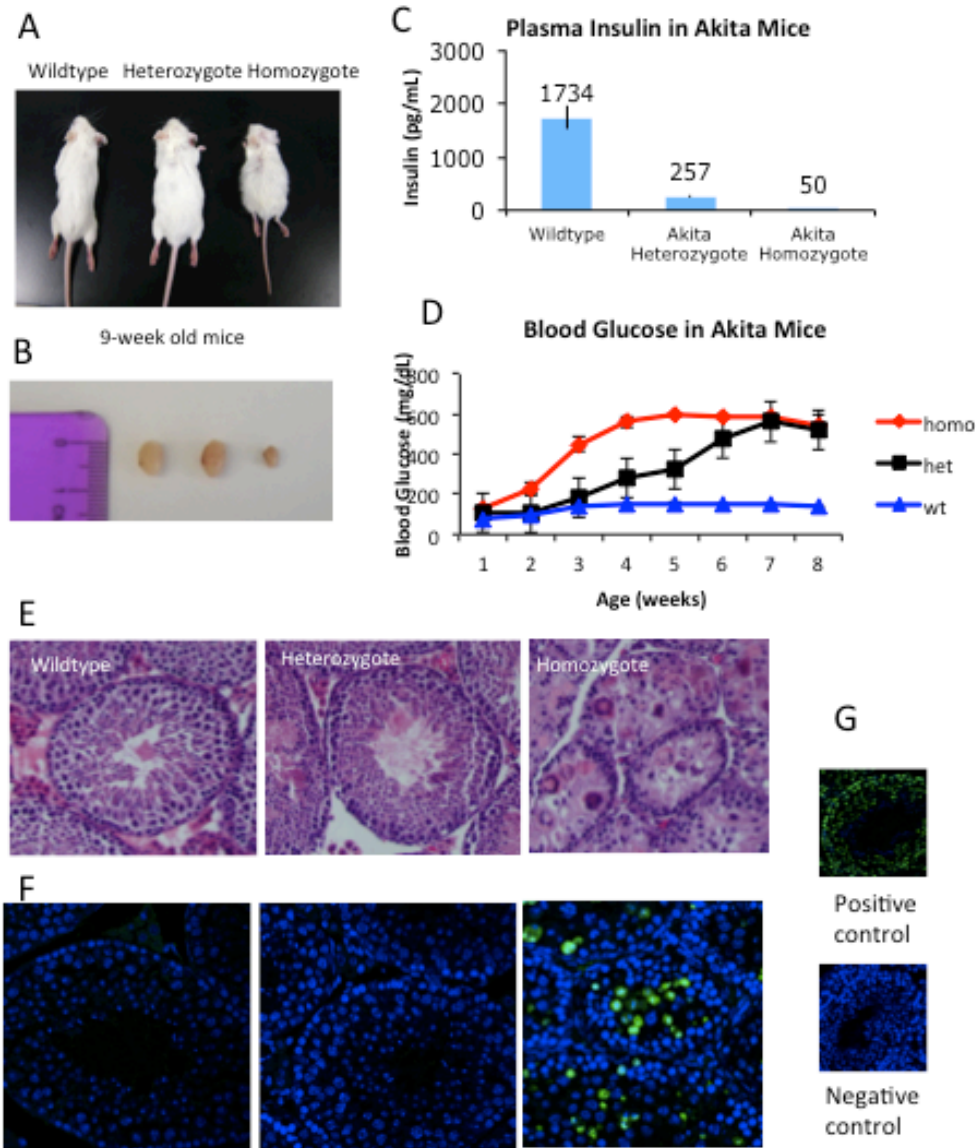 A
Wildtype Heterozygote Homozygote
9-week old mice
B
C
Plasma Insulin in Akita Mice
Insulin (pg/mL)
3000
2000
1000
0
1734
257
50
Wildtype
Akita
Heterozygote
Akita
Homozygote
D
Blood Glucose in Akita Mice
Blood Glucose (mg/dL)
800
600
400
200
0
1 2 3 4 5 6 7 8
Age (weeks)
homo
het
wt
E
Wildtype
Heterozygote
Homozygote
F
G
Positive
control
Negative
control